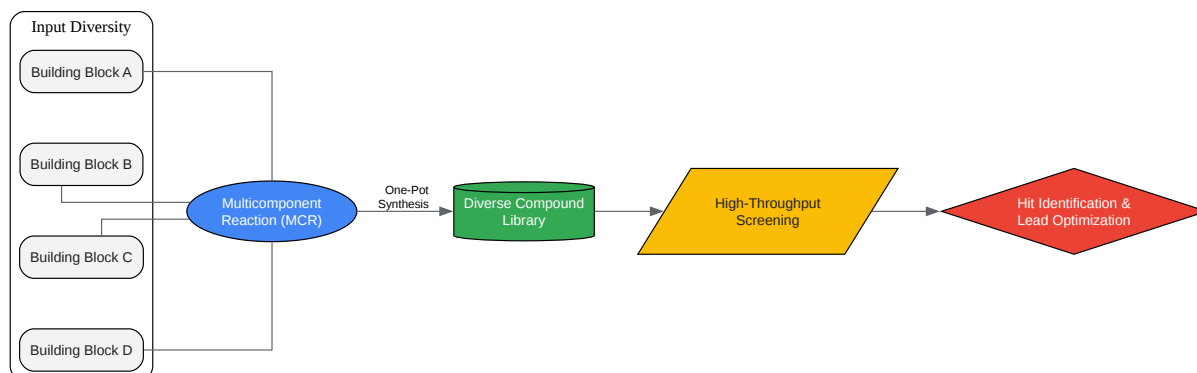 Input Diversity
Building Block A
Building Block B
Building Block C
Building Block D
Multicomponent
Reaction (MCR)
One-Pot
Synthesis
Diverse Compound
Library
High-Throughput
Screening
Hit Identification &
Lead Optimization